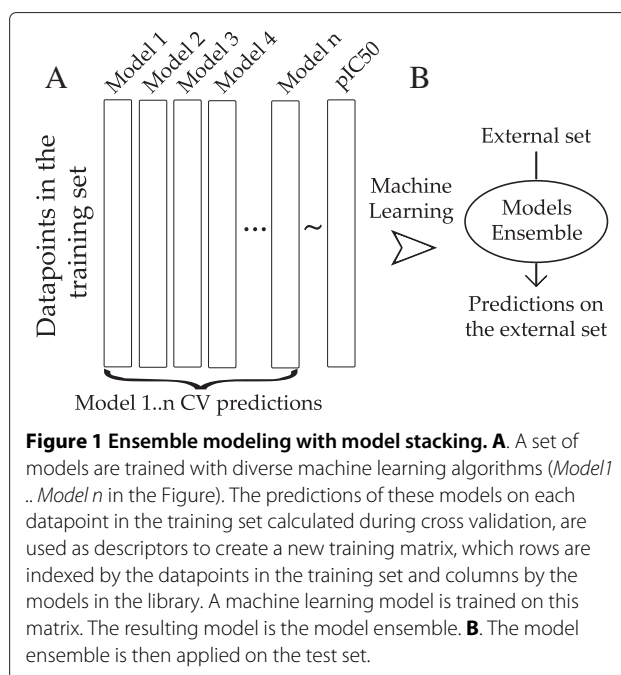 A
Model 1
Model 2
Model 3
Model 4
Model n
pIC50
B
Datapoints in the
training set
...
~
Machine
Learning
External set
Models
Ensemble
Predictions on
the external set
Model 1..n CV predictions
Figure 1 Ensemble modeling with model stacking. A. A set of
models are trained with diverse machine learning algorithms (Model1
.. Model n in the Figure). The predictions of these models on each
datapoint in the training set calculated during cross validation, are
used as descriptors to create a new training matrix, which rows are
indexed by the datapoints in the training set and columns by the
models in the library. A machine learning model is trained on this
matrix. The resulting model is the model ensemble. B. The model
ensemble is then applied on the test set.